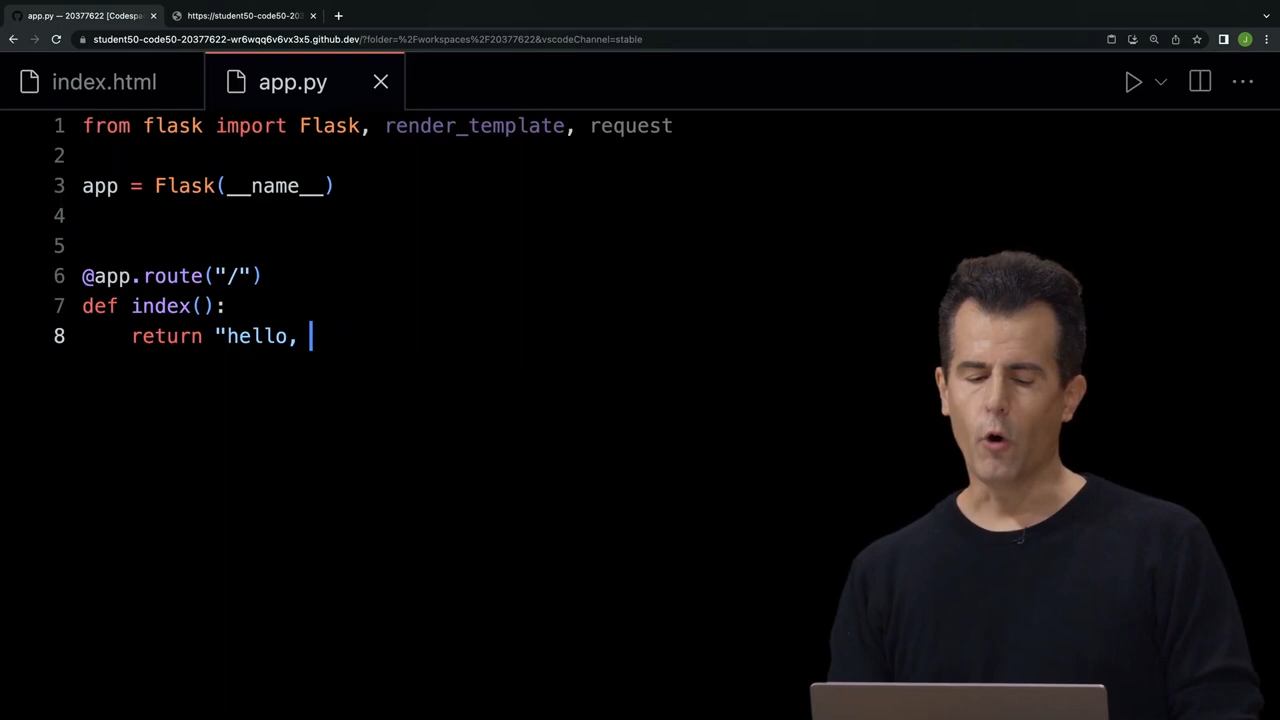 app.py — 20377622 [Codespa
https://student50-code50-203
student50-code50-20377622-wr6wqq6v6vx3x5.github.dev/?folder=%2Fworkspaces%2F20377622&vscodeChannel=stable
J
index.html
app.py
1 from flask import Flask, render_template, request
2
3 app = Flask(__name__)
4
5
6 @app.route("/")
7 def index():
8 return "hello,